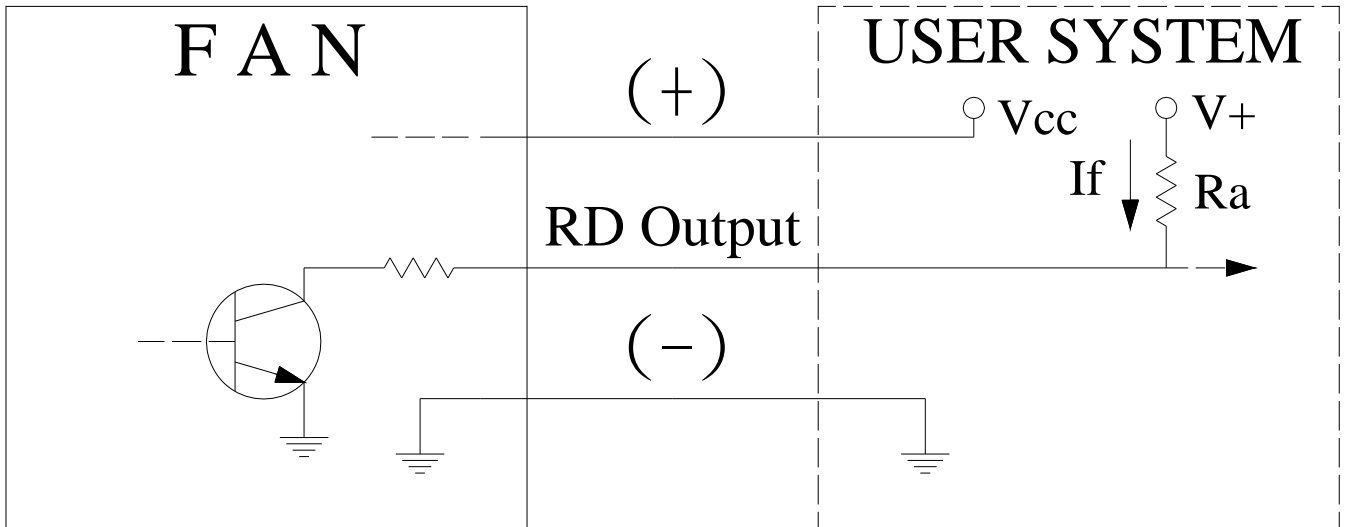 F A N
USER SYSTEM
(+)
Vcc
V+
If
Ra
RD Output
(-)